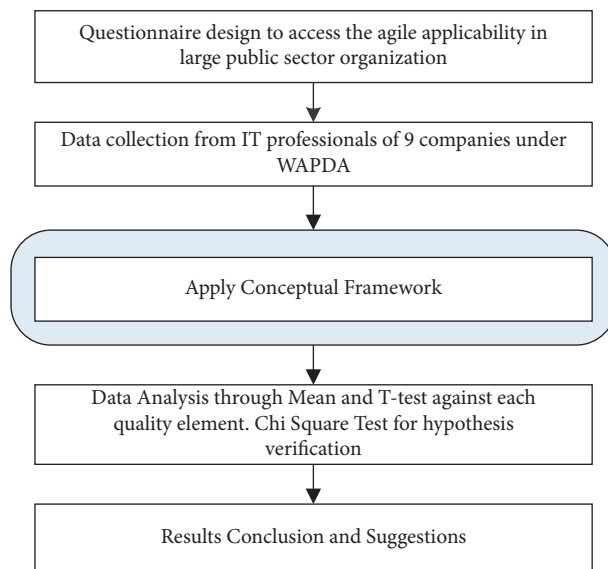 Questionnaire design to access the agile applicability in
large public sector organization
Data collection from IT professionals of 9 companies under
WAPDA
Apply Conceptual Framework
Data Analysis through Mean and T-test against each
quality element. Chi Square Test for hypothesis
verification
Results Conclusion and Suggestions